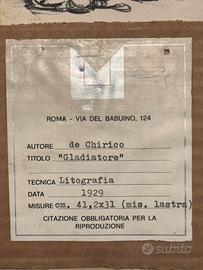 ROMA - VIA DEL BABUINO, 124
AUTORE de Chirico
TITOLO "Gladiatore"
TECNICA Litografia
DATA 1929
MISURE cm. 41,2x31 (mis. lastra)
CITAZIONE OBBLIGATORIA PER LA
RIPRODUZIONE
subito